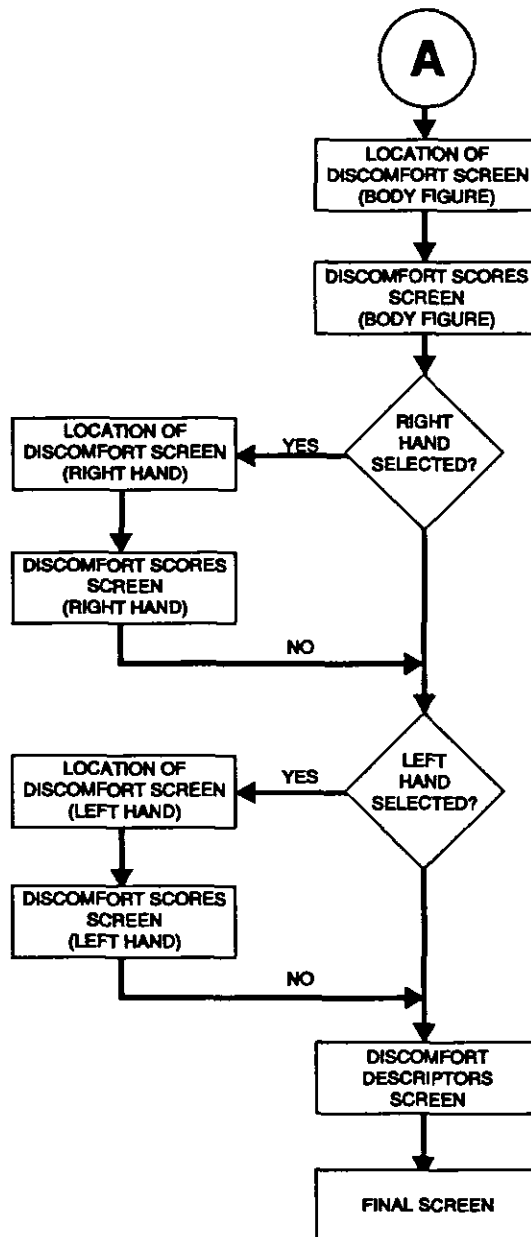 A
LOCATION OF
DISCOMFORT SCREEN
(BODY FIGURE)
DISCOMFORT SCORES
SCREEN
(BODY FIGURE)
RIGHT
HAND
SELECTED?
YES
LOCATION OF
DISCOMFORT SCREEN
(RIGHT HAND)
DISCOMFORT SCORES
SCREEN
(RIGHT HAND)
NO
LEFT
HAND
SELECTED?
YES
LOCATION OF
DISCOMFORT SCREEN
(LEFT HAND)
DISCOMFORT SCORES
SCREEN
(LEFT HAND)
NO
DISCOMFORT
DESCRIPTORS
SCREEN
FINAL SCREEN